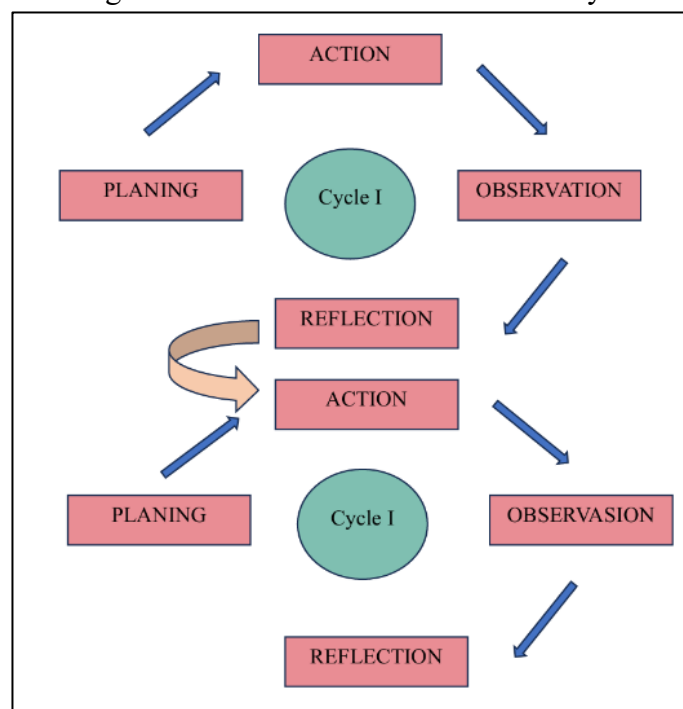 ACTION
PLANING
Cycle I
OBSERVATION
REFLECTION
ACTION
PLANING
Cycle I
OBSERVASION
REFLECTION